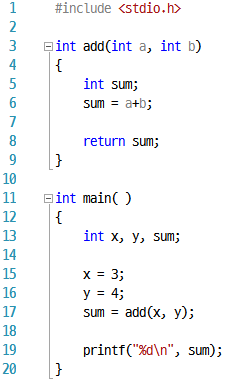 1 #include <stdio.h>
2
3 int add(int a, int b)
4 {
5     int sum;
6     sum = a+b;
7
8     return sum;
9 }
10
11 int main( )
12 {
13     int x, y, sum;
14
15     x = 3;
16     y = 4;
17     sum = add(x, y);
18
19     printf("%d\n", sum);
20 }